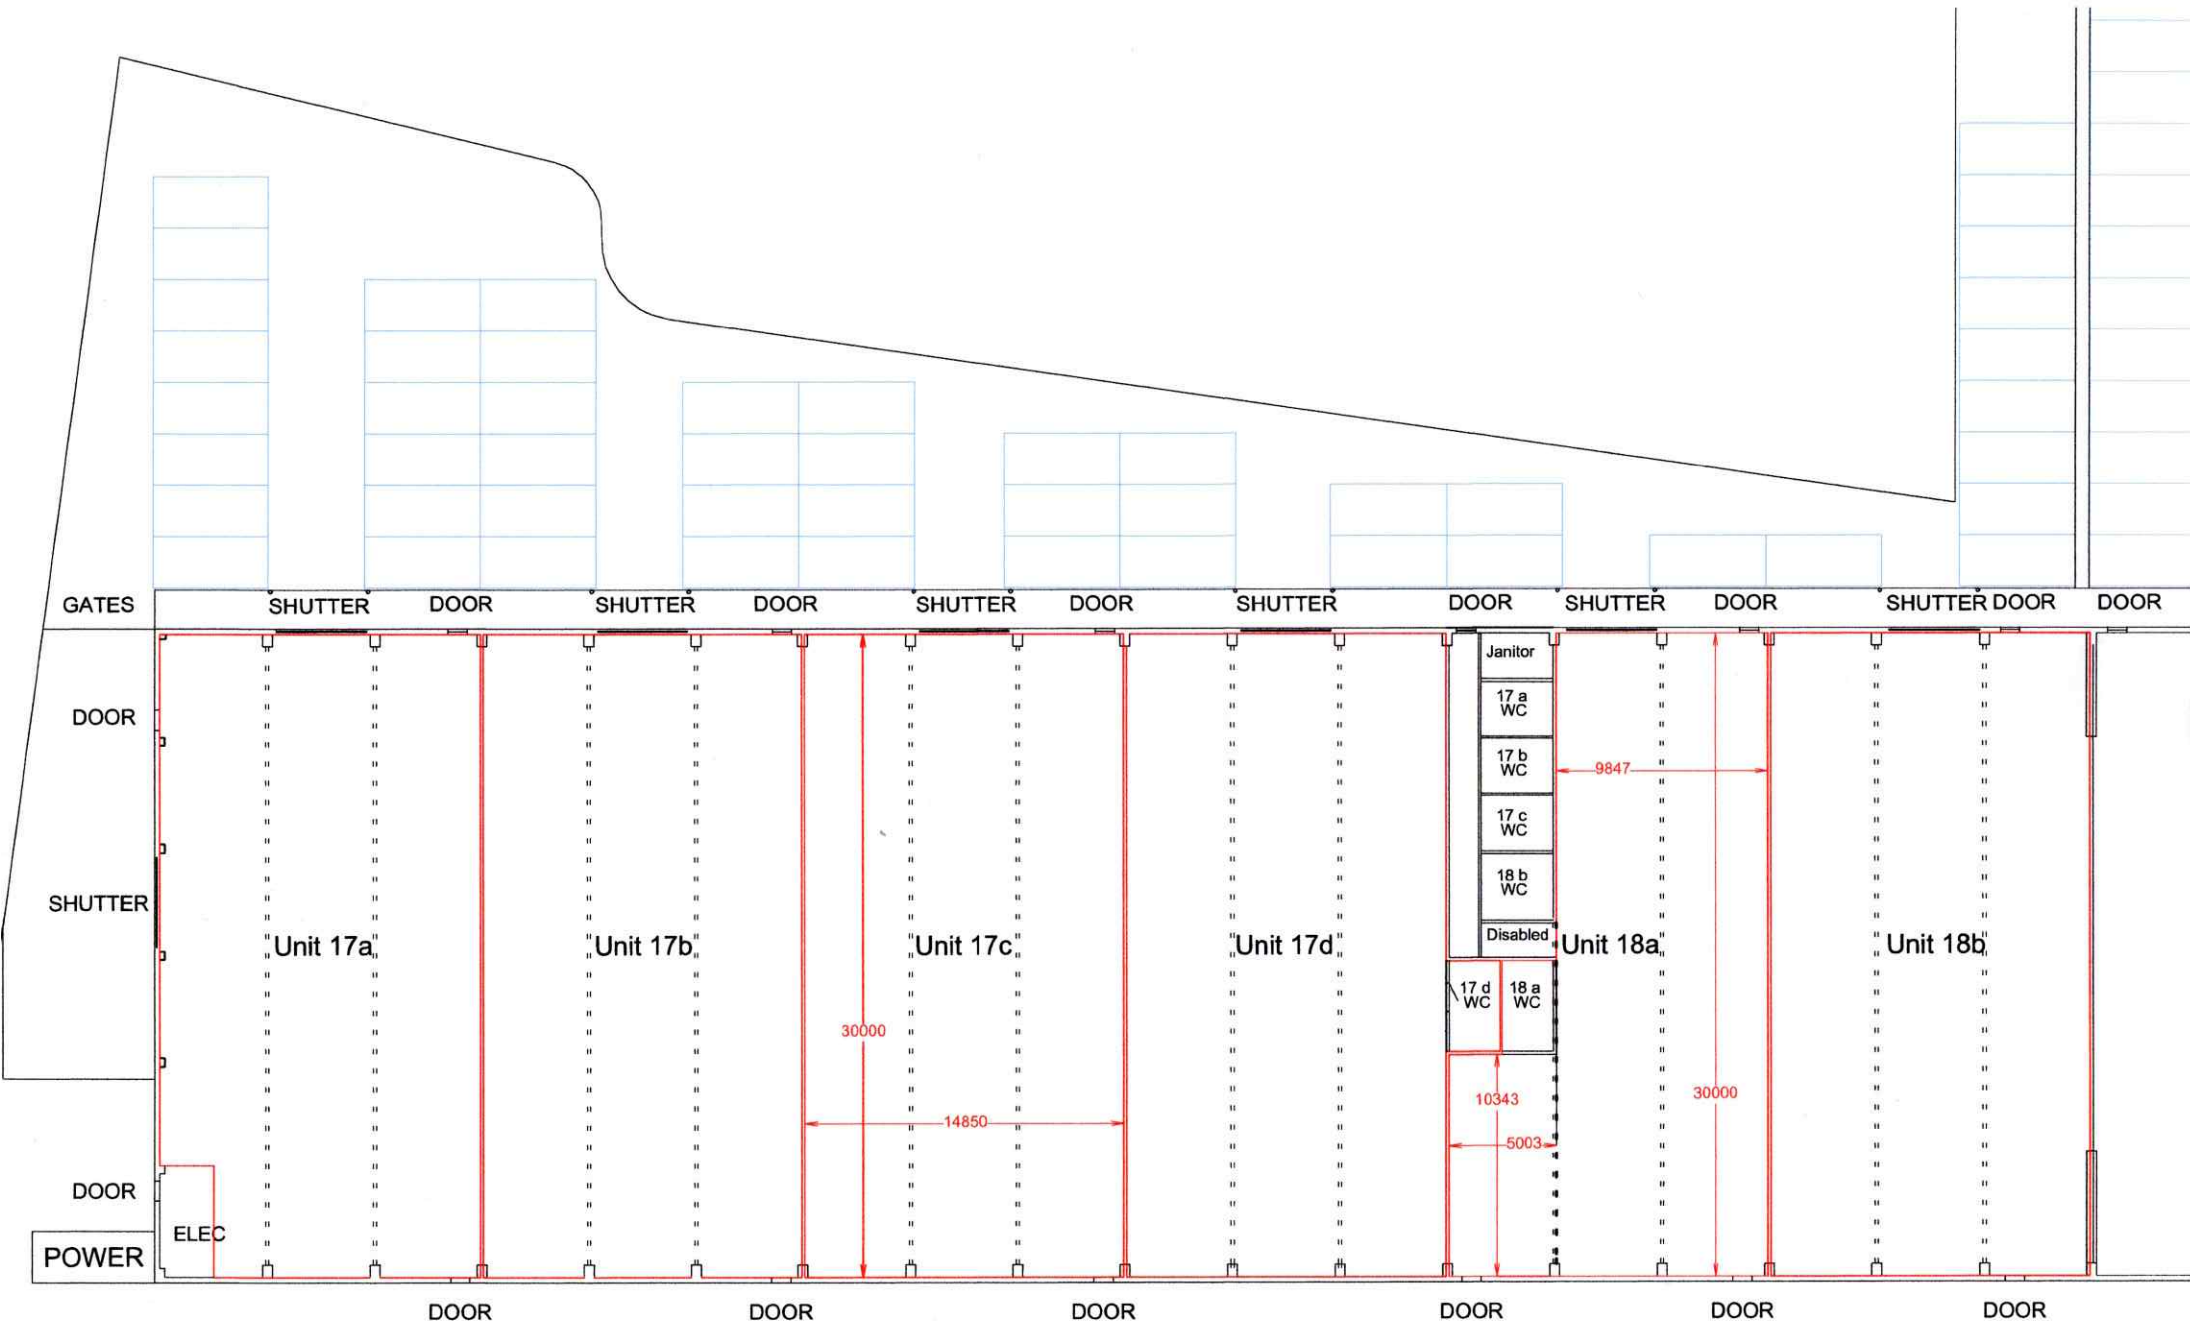 GATES
SHUTTER
DOOR
SHUTTER
DOOR
SHUTTER
DOOR
SHUTTER
DOOR
SHUTTER
DOOR
SHUTTER
DOOR
DOOR
Janitor
17 a
WC
DOOR
17 b
WC
9847
17 c
WC
18 b
WC
SHUTTER
Disabled
Unit 17a
Unit 17b
Unit 17c
Unit 17d
Unit 18a
Unit 18b
17 d
WC
18 a
WC
30000
10343
30000
14850
5003
DOOR
ELEC
POWER
DOOR
DOOR
DOOR
DOOR
DOOR
DOOR